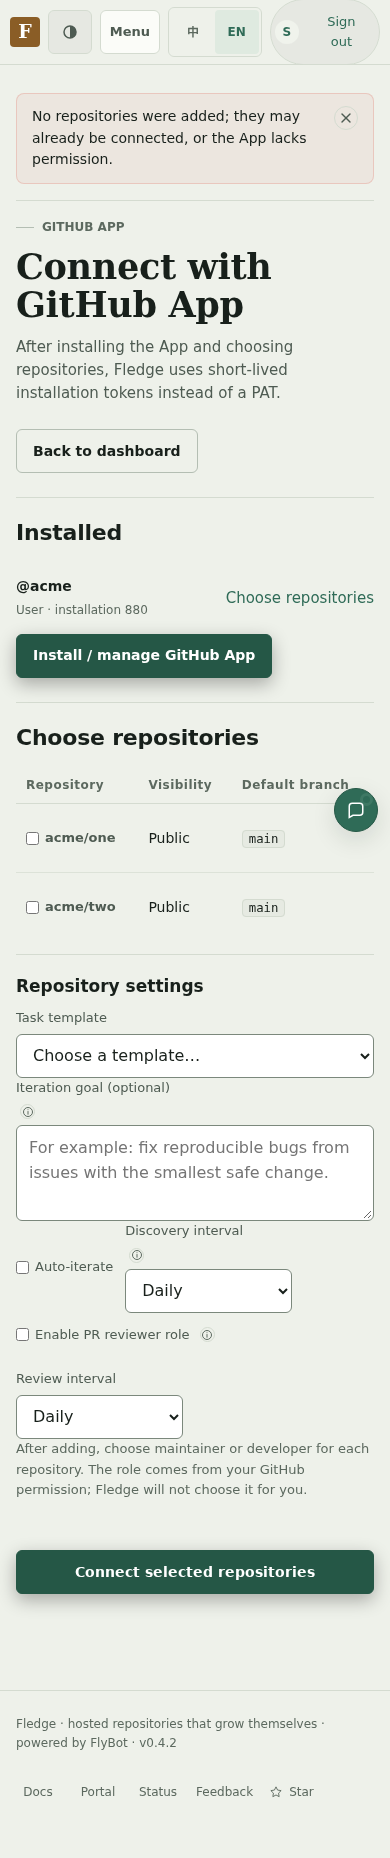 F Menu 中 EN S Sign out
No repositories were added; they may
already be connected, or the App lacks
permission.
GITHUB APP
Connect with
GitHub App
After installing the App and choosing
repositories, Fledge uses short-lived
installation tokens instead of a PAT.
Back to dashboard
Installed
@acme
User · installation 880
Choose repositories
Install / manage GitHub App
Choose repositories
Repository Visibility Default branch
acme/one Public main
acme/two Public main
Repository settings
Task template
Choose a template...
Iteration goal (optional)
For example: fix reproducible bugs from
issues with the smallest safe change.
Discovery interval
Auto-iterate
Daily
Enable PR reviewer role
Review interval
Daily
After adding, choose maintainer or developer for each
repository. The role comes from your GitHub
permission; Fledge will not choose it for you.
Connect selected repositories
Fledge · hosted repositories that grow themselves ·
powered by FlyBot · v0.4.2
Docs Portal Status Feedback Star